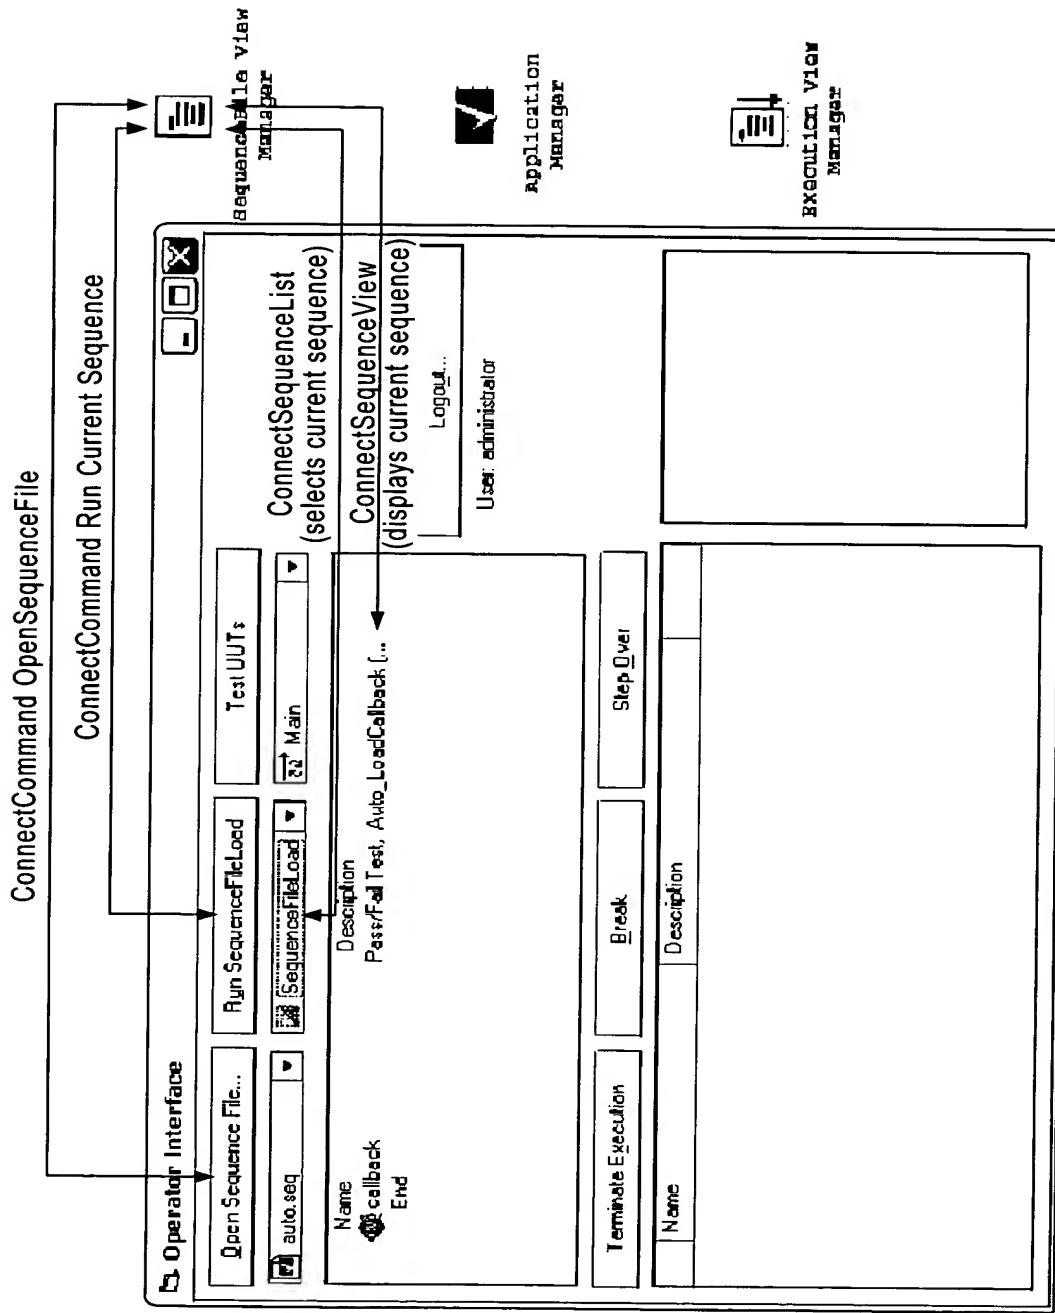 ConnectCommand OpenSequenceFile
ConnectCommand Run Current Sequence
Operator Interface
Open Sequence File...
Run SequenceFileLoad
Test UUTs
auto.seq
SequenceFileLoad
Main
ConnectSequenceList
(selects current sequence)
ConnectSequenceView
(displays current sequence)
Name
Description
callback
Pass/Fail Test, Auto_LoadCallback (...
End
Logout...
User: administrator
Terminate Execution
Break
Step Over
Name
Description
SequenceFile View
Manager
Application
Manager
Execution View
Manager